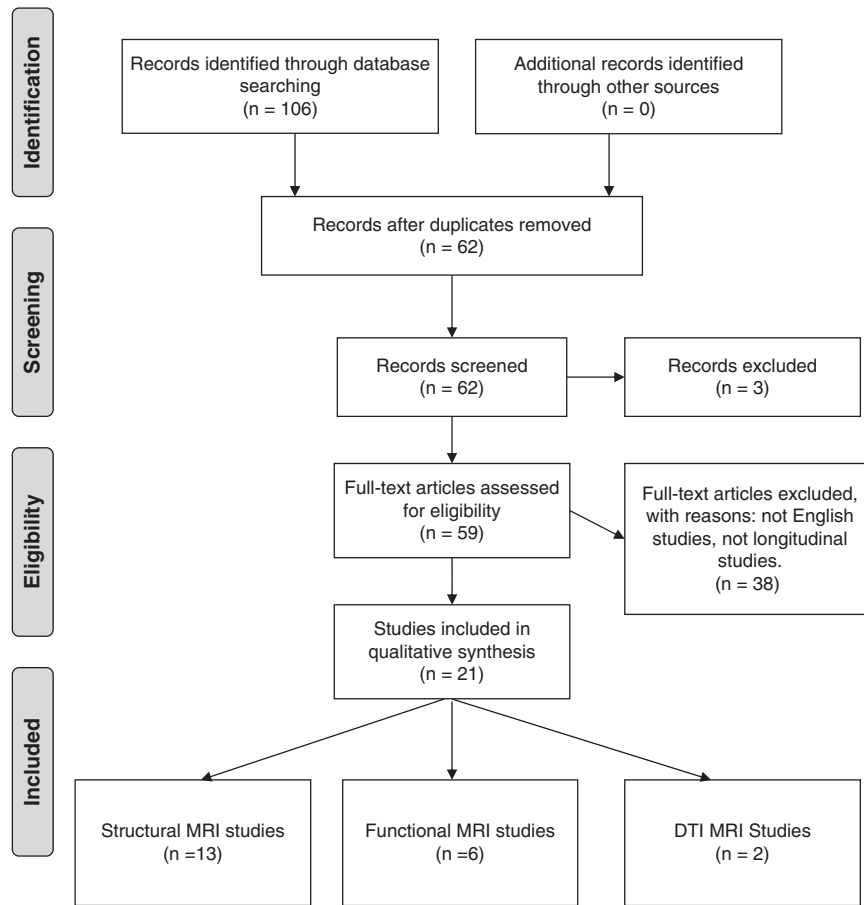 Identification
Records identified through database
searching
(n = 106)
Additional records identified
through other sources
(n = 0)
Records after duplicates removed
(n = 62)
Screening
Records screened
(n = 62)
Records excluded
(n = 3)
Eligibility
Full-text articles assessed
for eligibility
(n = 59)
Full-text articles excluded,
with reasons: not English
studies, not longitudinal
studies.
(n = 38)
Studies included in
qualitative synthesis
(n = 21)
Included
Structural MRI studies
(n =13)
Functional MRI studies
(n =6)
DTI MRI Studies
(n = 2)